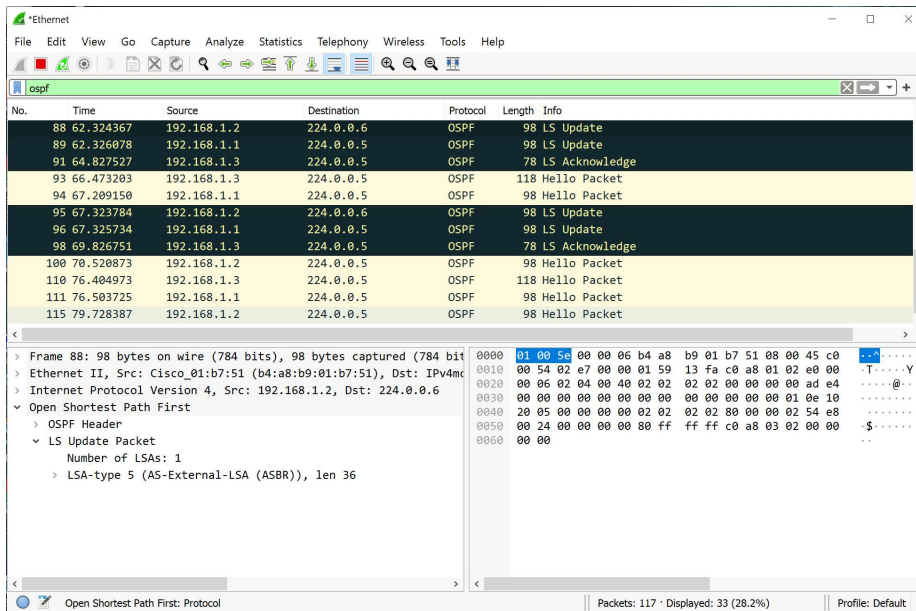 *Ethernet
File Edit View Go Capture Analyze Statistics Telephony Wireless Tools Help
ospf
No. Time Source Destination Protocol Length Info
88 62.324367 192.168.1.2 224.0.0.6 OSPF 98 LS Update
89 62.326078 192.168.1.1 224.0.0.5 OSPF 98 LS Update
91 64.827527 192.168.1.3 224.0.0.5 OSPF 78 LS Acknowledge
93 66.473203 192.168.1.3 224.0.0.5 OSPF 118 Hello Packet
94 67.209150 192.168.1.1 224.0.0.5 OSPF 98 Hello Packet
95 67.323784 192.168.1.2 224.0.0.6 OSPF 98 LS Update
96 67.325734 192.168.1.1 224.0.0.5 OSPF 98 LS Update
98 69.826751 192.168.1.3 224.0.0.5 OSPF 78 LS Acknowledge
100 70.520873 192.168.1.2 224.0.0.5 OSPF 98 Hello Packet
110 76.404973 192.168.1.3 224.0.0.5 OSPF 118 Hello Packet
111 76.503725 192.168.1.1 224.0.0.5 OSPF 98 Hello Packet
115 79.728387 192.168.1.2 224.0.0.5 OSPF 98 Hello Packet
Frame 88: 98 bytes on wire (784 bits), 98 bytes captured (784 bit
Ethernet II, Src: Cisco_01:b7:51 (b4:a8:b9:01:b7:51), Dst: IPv4mc
Internet Protocol Version 4, Src: 192.168.1.2, Dst: 224.0.0.6
Open Shortest Path First
OSPF Header
LS Update Packet
Number of LSAs: 1
LSA-type 5 (AS-External-LSA (ASBR)), len 36
0000 01 00 5e 00 00 06 b4 a8 b9 01 b7 51 08 00 45 c0 ··^·····
0010 00 54 02 e7 00 00 01 59 13 fa c0 a8 01 02 e0 00 ·T·····Y
0020 00 06 02 04 00 40 02 02 02 02 00 00 00 00 ad e4 ·····@··
0030 00 00 00 00 00 00 00 00 00 00 00 00 00 01 0e 10 ········
0040 20 05 00 00 00 00 02 02 02 02 80 00 00 02 54 e8 ·······
0050 00 24 00 00 00 00 80 ff ff ff c0 a8 03 02 00 00 ·$······
0060 00 00 ··
Open Shortest Path First: Protocol
Packets: 117 · Displayed: 33 (28.2%)
Profile: Default